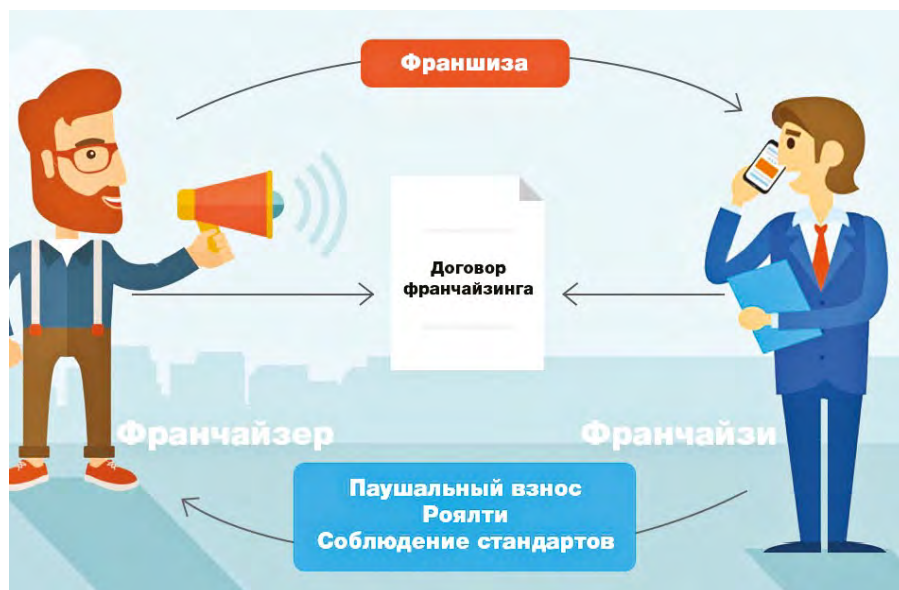 Франшиза
Договор
франчайзинга
Франчайзер
Франчайзи
Паушальный взнос
Роялти
Соблюдение стандартов